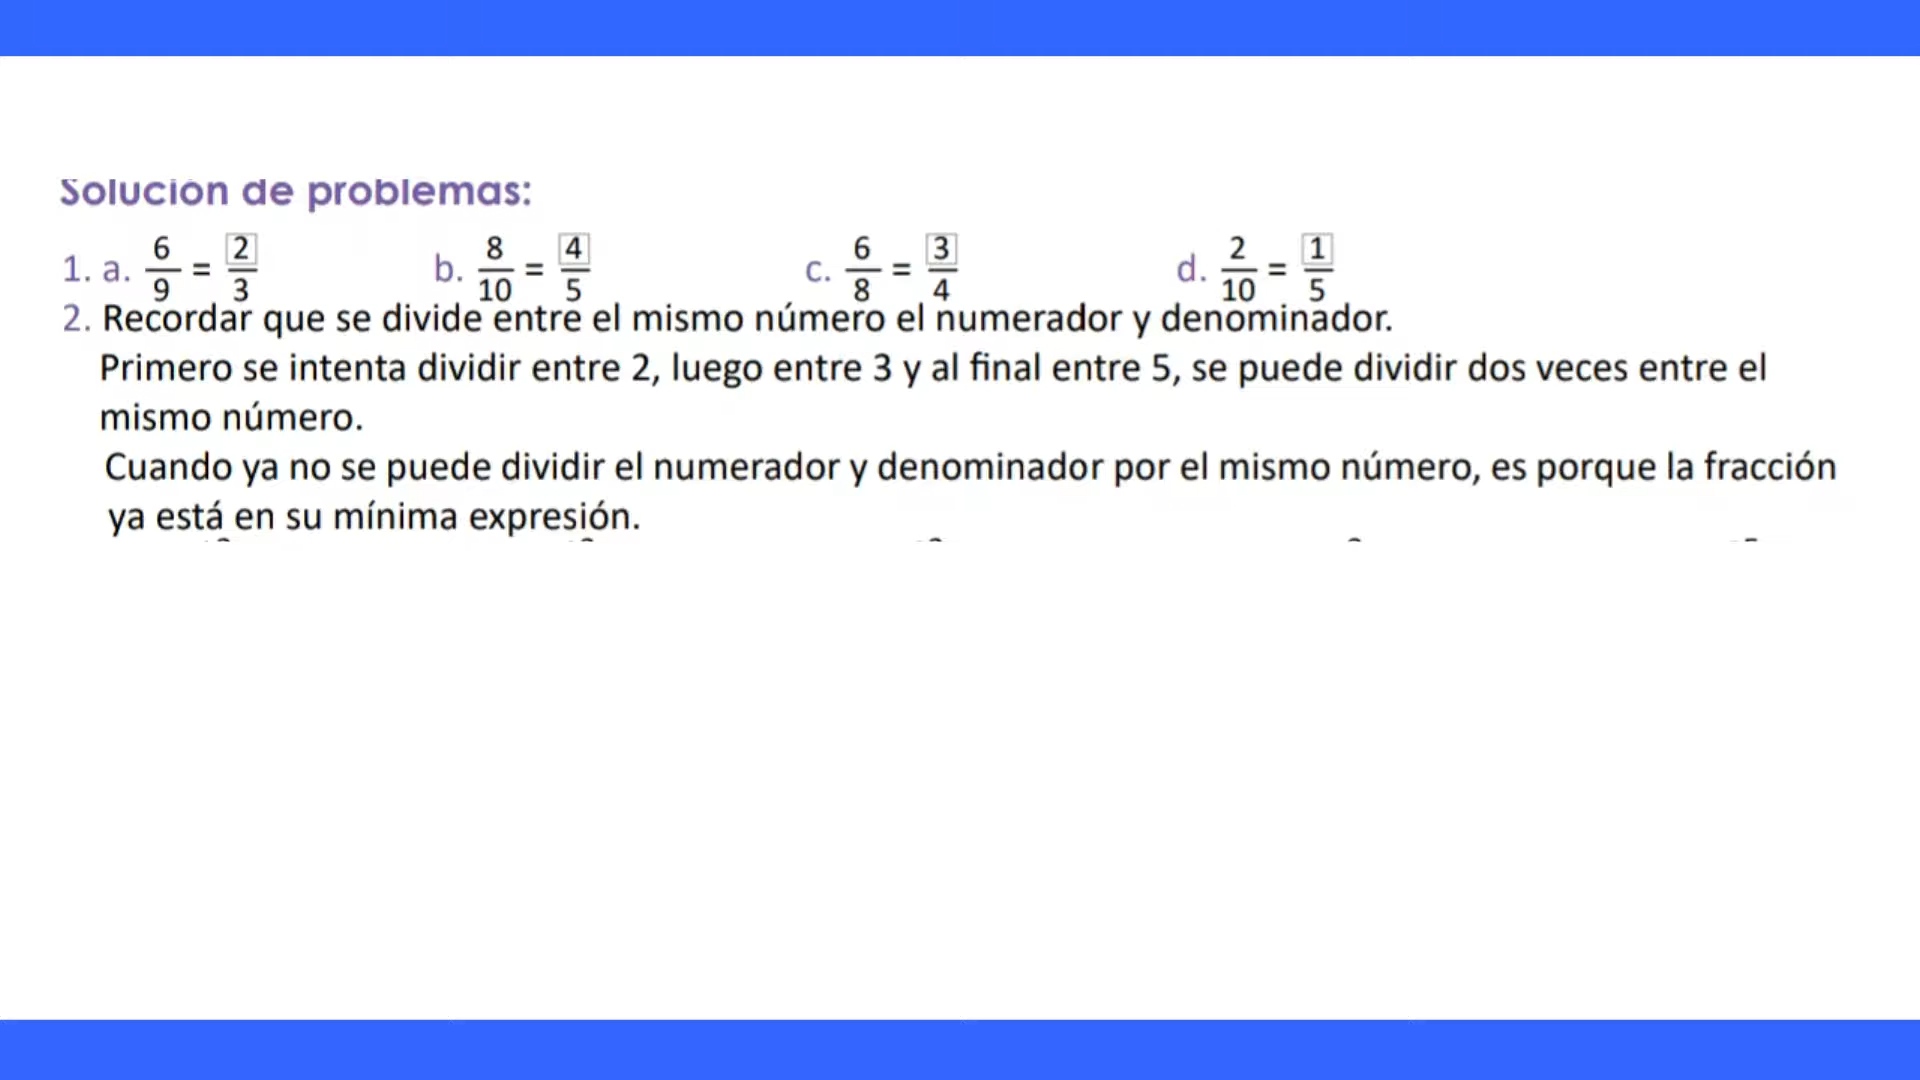 Solución de problemas:
1. a. 6/9 = 2/3 b. 8/10 = 4/5 c. 6/8 = 3/4 d. 2/10 = 1/5
2. Recordar que se divide entre el mismo número el numerador y denominador.
Primero se intenta dividir entre 2, luego entre 3 y al final entre 5, se puede dividir dos veces entre el
mismo número.
Cuando ya no se puede dividir el numerador y denominador por el mismo número, es porque la fracción
ya está en su mínima expresión.